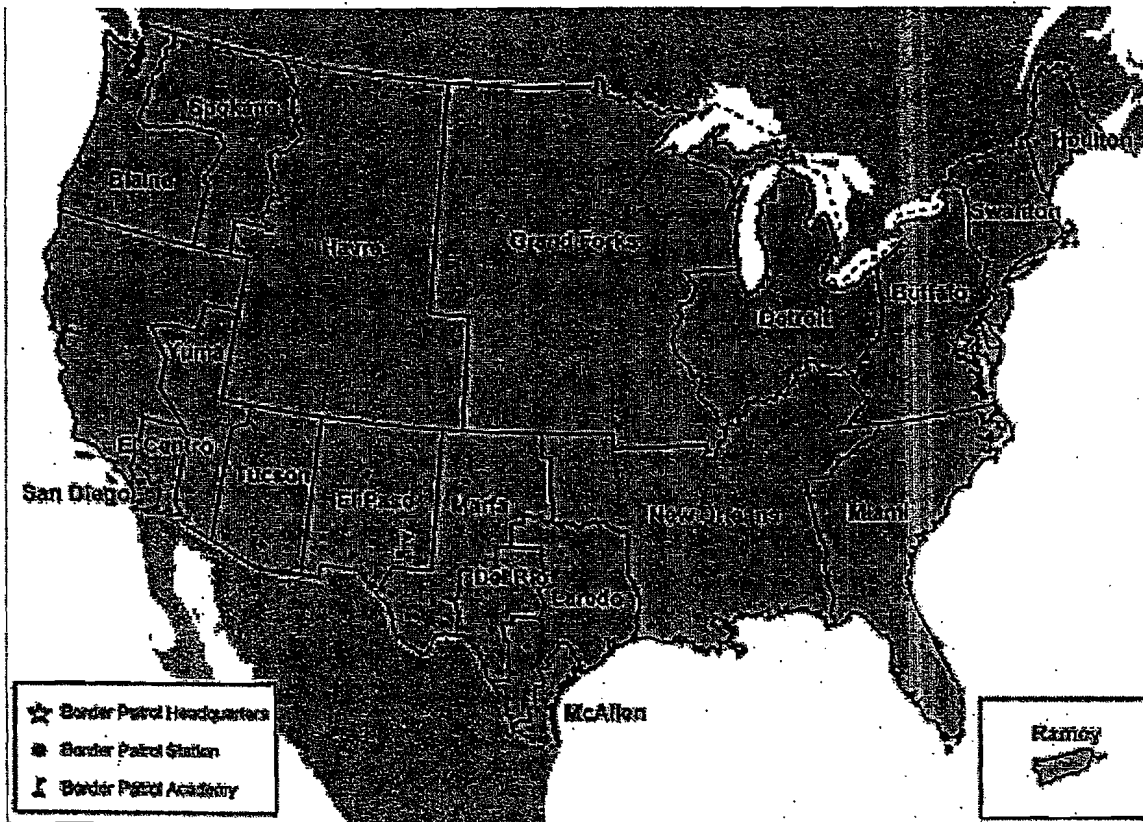 Spokane
Houlton
Blaine
Swanton
Havre
Grand Forks
Buffalo
Detroit
Yuma
El Centro
San Diego
Tucson
El Paso
Marfa
New Orleans
Miami
Del Rio
Laredo
McAllen
Border Patrol Headquarters
Border Patrol Station
Border Patrol Academy
Ramey